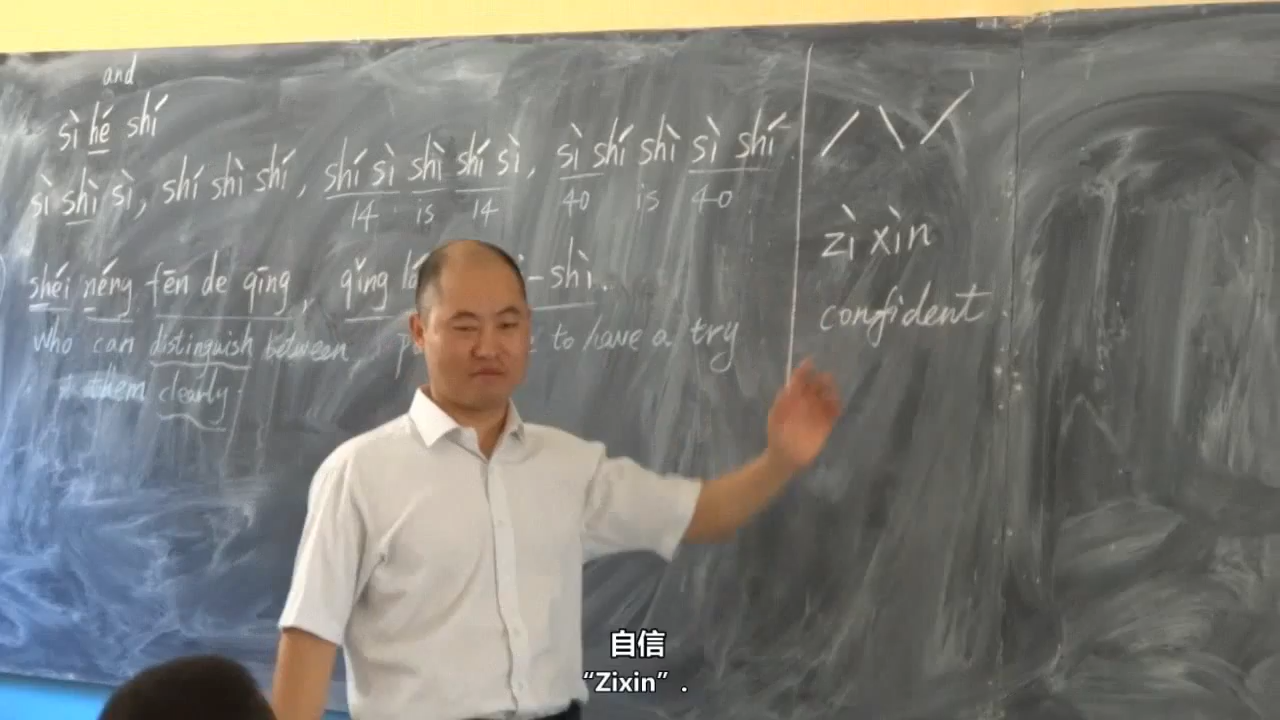 and
sì hé shí
sì shì sì, shí shì shí, shí sì shì shí sì, sì shí shì sì shí
14 is 14 40 is 40
shéi néng fēn de qīng, qǐng -shì.
who can distinguish between, to have a try
them clearly
zì xìn
confident
自信
“Zixin”.